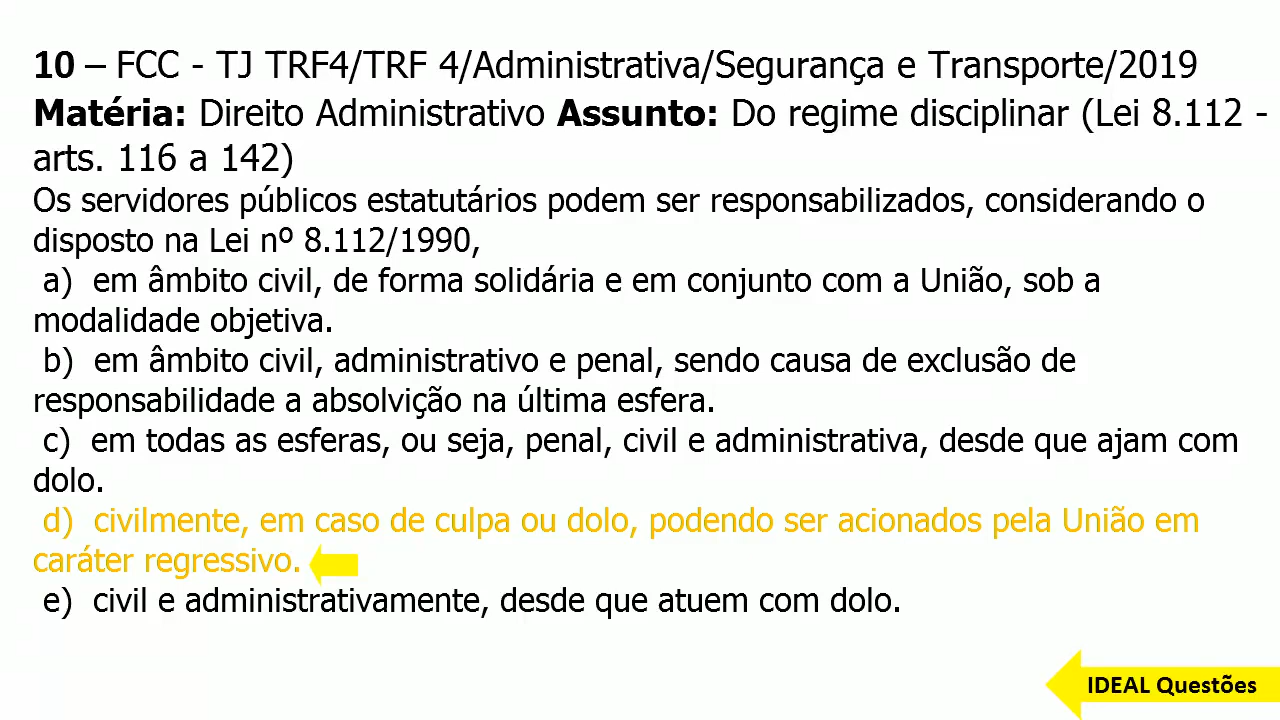 10 – FCC - TJ TRF4/TRF 4/Administrativa/Segurança e Transporte/2019
Matéria: Direito Administrativo Assunto: Do regime disciplinar (Lei 8.112 -
arts. 116 a 142)
Os servidores públicos estatutários podem ser responsabilizados, considerando o
disposto na Lei nº 8.112/1990,
a) em âmbito civil, de forma solidária e em conjunto com a União, sob a
modalidade objetiva.
b) em âmbito civil, administrativo e penal, sendo causa de exclusão de
responsabilidade a absolvição na última esfera.
c) em todas as esferas, ou seja, penal, civil e administrativa, desde que ajam com
dolo.
d) civilmente, em caso de culpa ou dolo, podendo ser acionados pela União em
caráter regressivo.
e) civil e administrativamente, desde que atuem com dolo.
IDEAL Questões